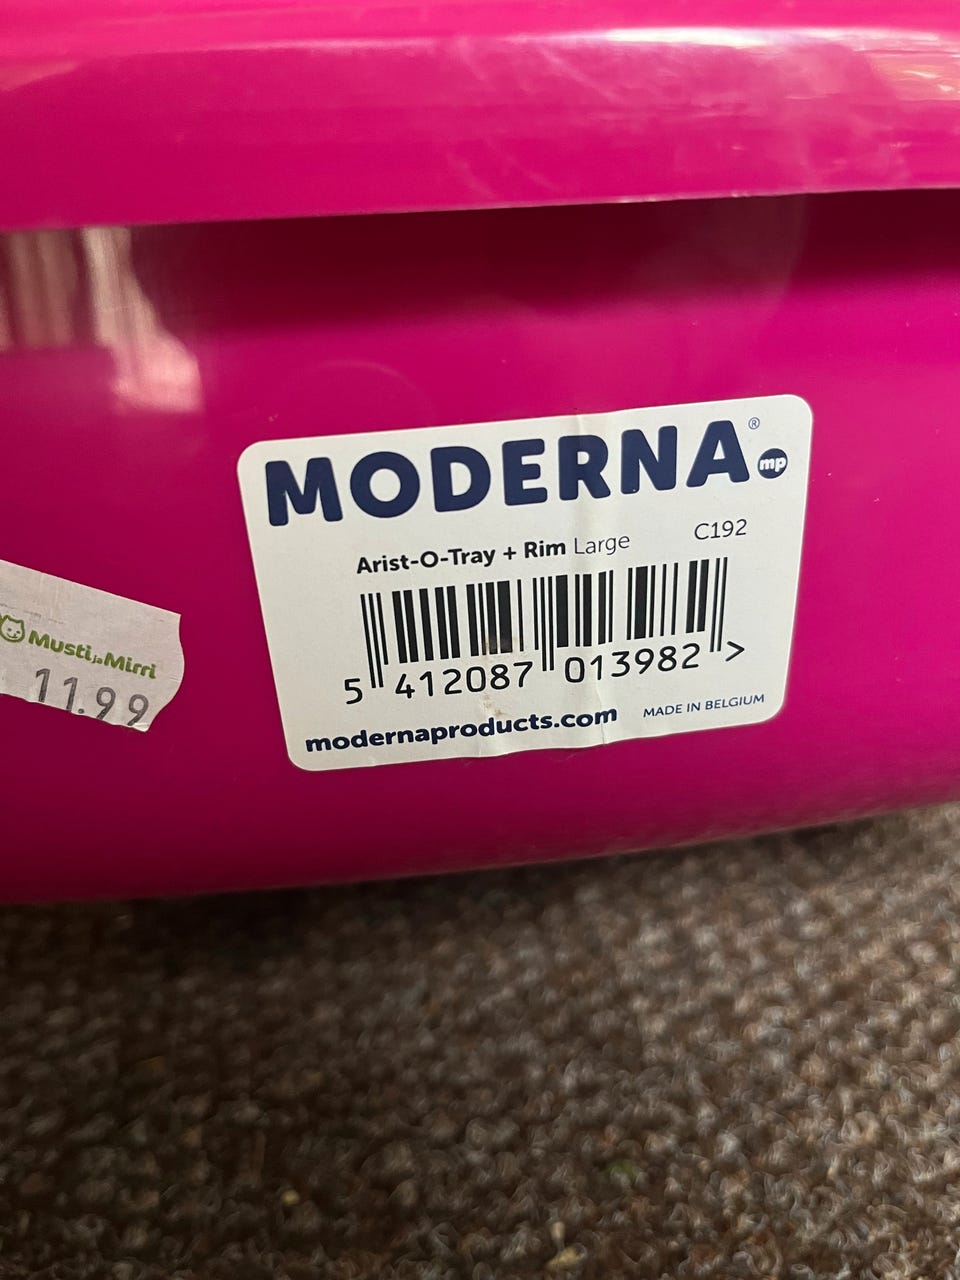 MODERNA®
mp
Arist-O-Tray + Rim Large C192
5 412087 013982 >
modernaproducts.com MADE IN BELGIUM
Musti ja Mirri
11.99